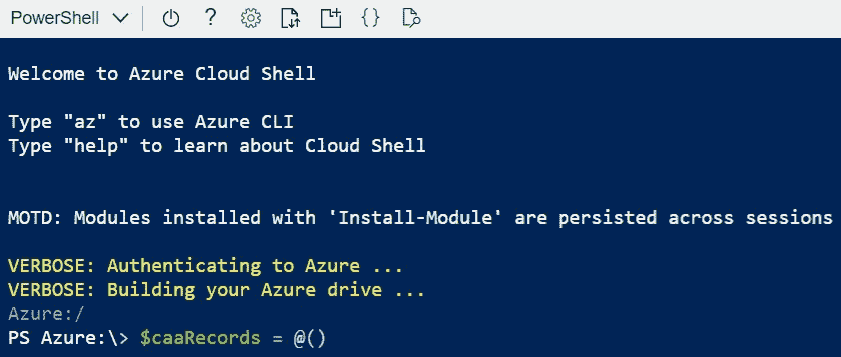 PowerShell
?
{}
Welcome to Azure Cloud Shell
Type "az" to use Azure CLI
Type "help" to learn about Cloud Shell
MOTD: Modules installed with 'Install-Module' are persisted across sessions
VERBOSE: Authenticating to Azure ...
VERBOSE: Building your Azure drive ...
Azure:/
PS Azure:\> $caaRecords = @()